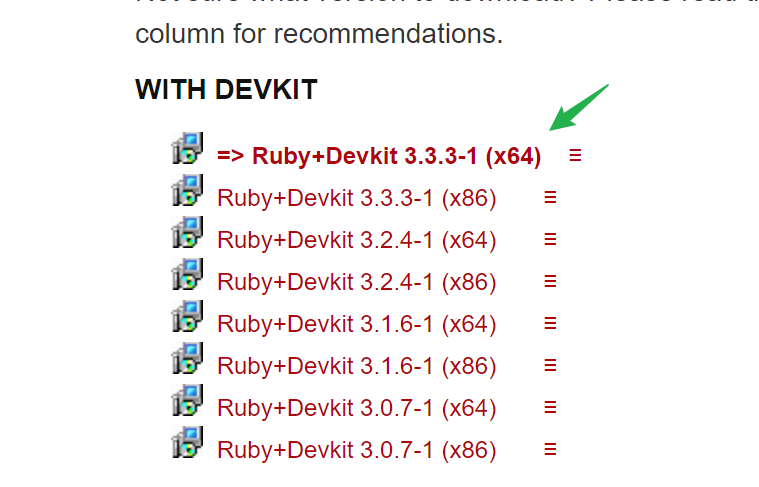 column for recommendations.
WITH DEVKIT
=> Ruby+Devkit 3.3.3-1 (x64) ≡
Ruby+Devkit 3.3.3-1 (x86) ≡
Ruby+Devkit 3.2.4-1 (x64) ≡
Ruby+Devkit 3.2.4-1 (x86) ≡
Ruby+Devkit 3.1.6-1 (x64) ≡
Ruby+Devkit 3.1.6-1 (x86) ≡
Ruby+Devkit 3.0.7-1 (x64) ≡
Ruby+Devkit 3.0.7-1 (x86) ≡